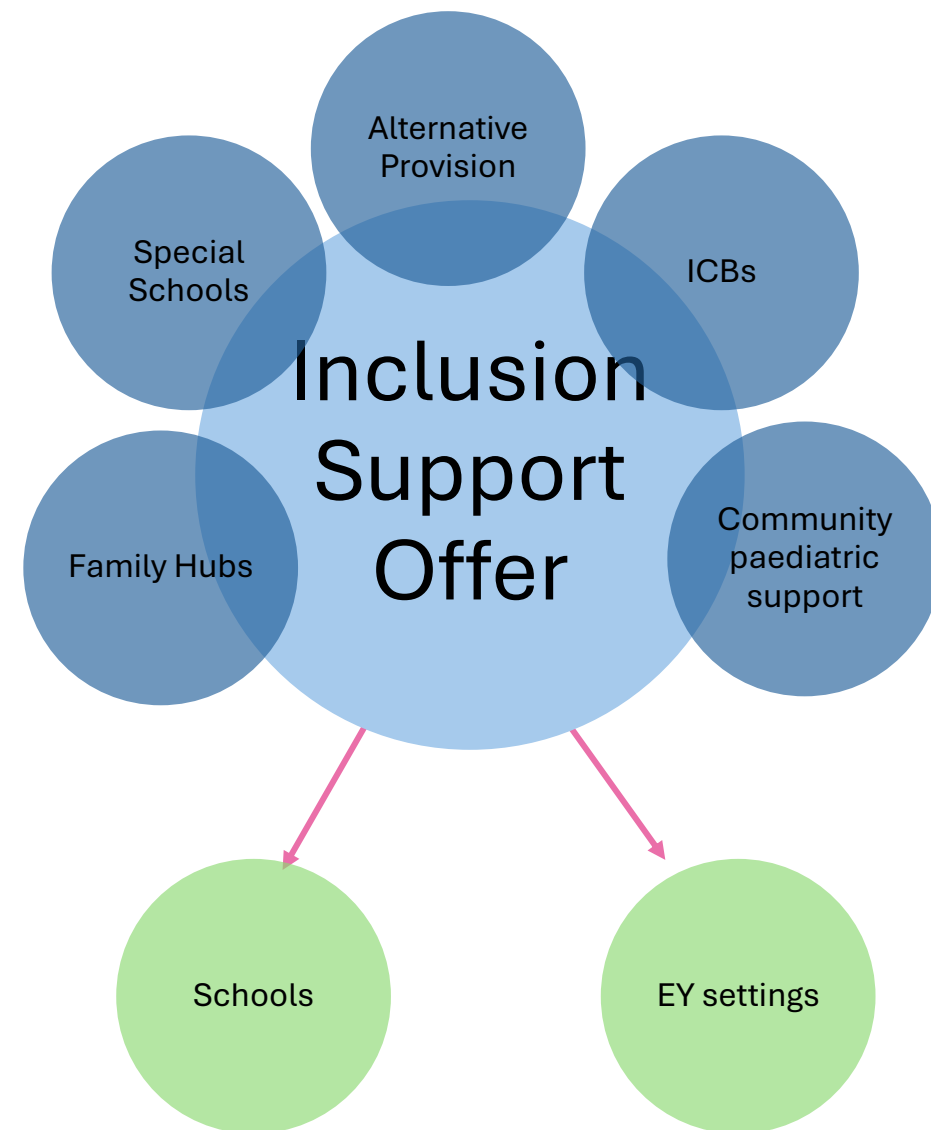 Alternative
Provision
Special
Schools
ICBs
Inclusion
Support
Offer
Family Hubs
Community
paediatric
support
Schools
EY settings